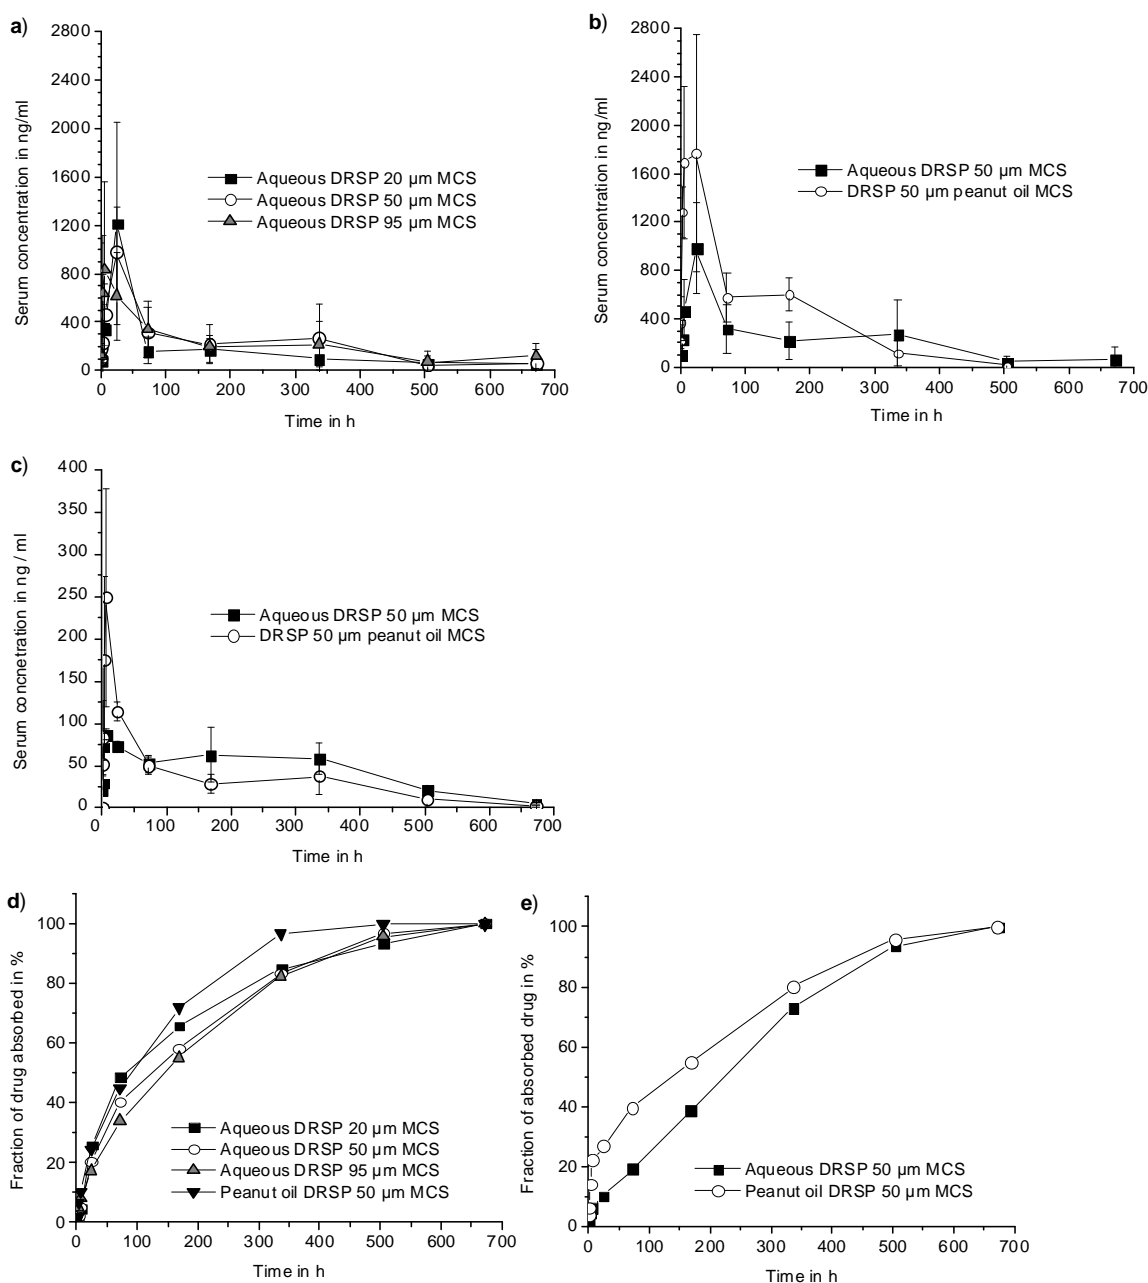 a)
Serum concentration in ng/ml
2800
2400
2000
1600
1200
800
400
0
Aqueous DRSP 20 µm MCS
Aqueous DRSP 50 µm MCS
Aqueous DRSP 95 µm MCS
0 100 200 300 400 500 600 700
Time in h
b)
Serum concentration in ng/ml
2800
2400
2000
1600
1200
800
400
0
Aqueous DRSP 50 µm MCS
DRSP 50 µm peanut oil MCS
0 100 200 300 400 500 600 700
Time in h
c)
Serum concnetration in ng / ml
400
350
300
250
200
150
100
50
0
Aqueous DRSP 50 µm MCS
DRSP 50 µm peanut oil MCS
0 100 200 300 400 500 600 700
Time in h
d)
Fraction of drug absorbed in %
100
80
60
40
20
0
Aqueous DRSP 20 µm MCS
Aqueous DRSP 50 µm MCS
Aqueous DRSP 95 µm MCS
Peanut oil DRSP 50 µm MCS
0 100 200 300 400 500 600 700
Time in h
e)
Fraction of absorbed drug in %
100
80
60
40
20
0
Aqueous DRSP 50 µm MCS
Peanut oil DRSP 50 µm MCS
0 100 200 300 400 500 600 700
Time in h